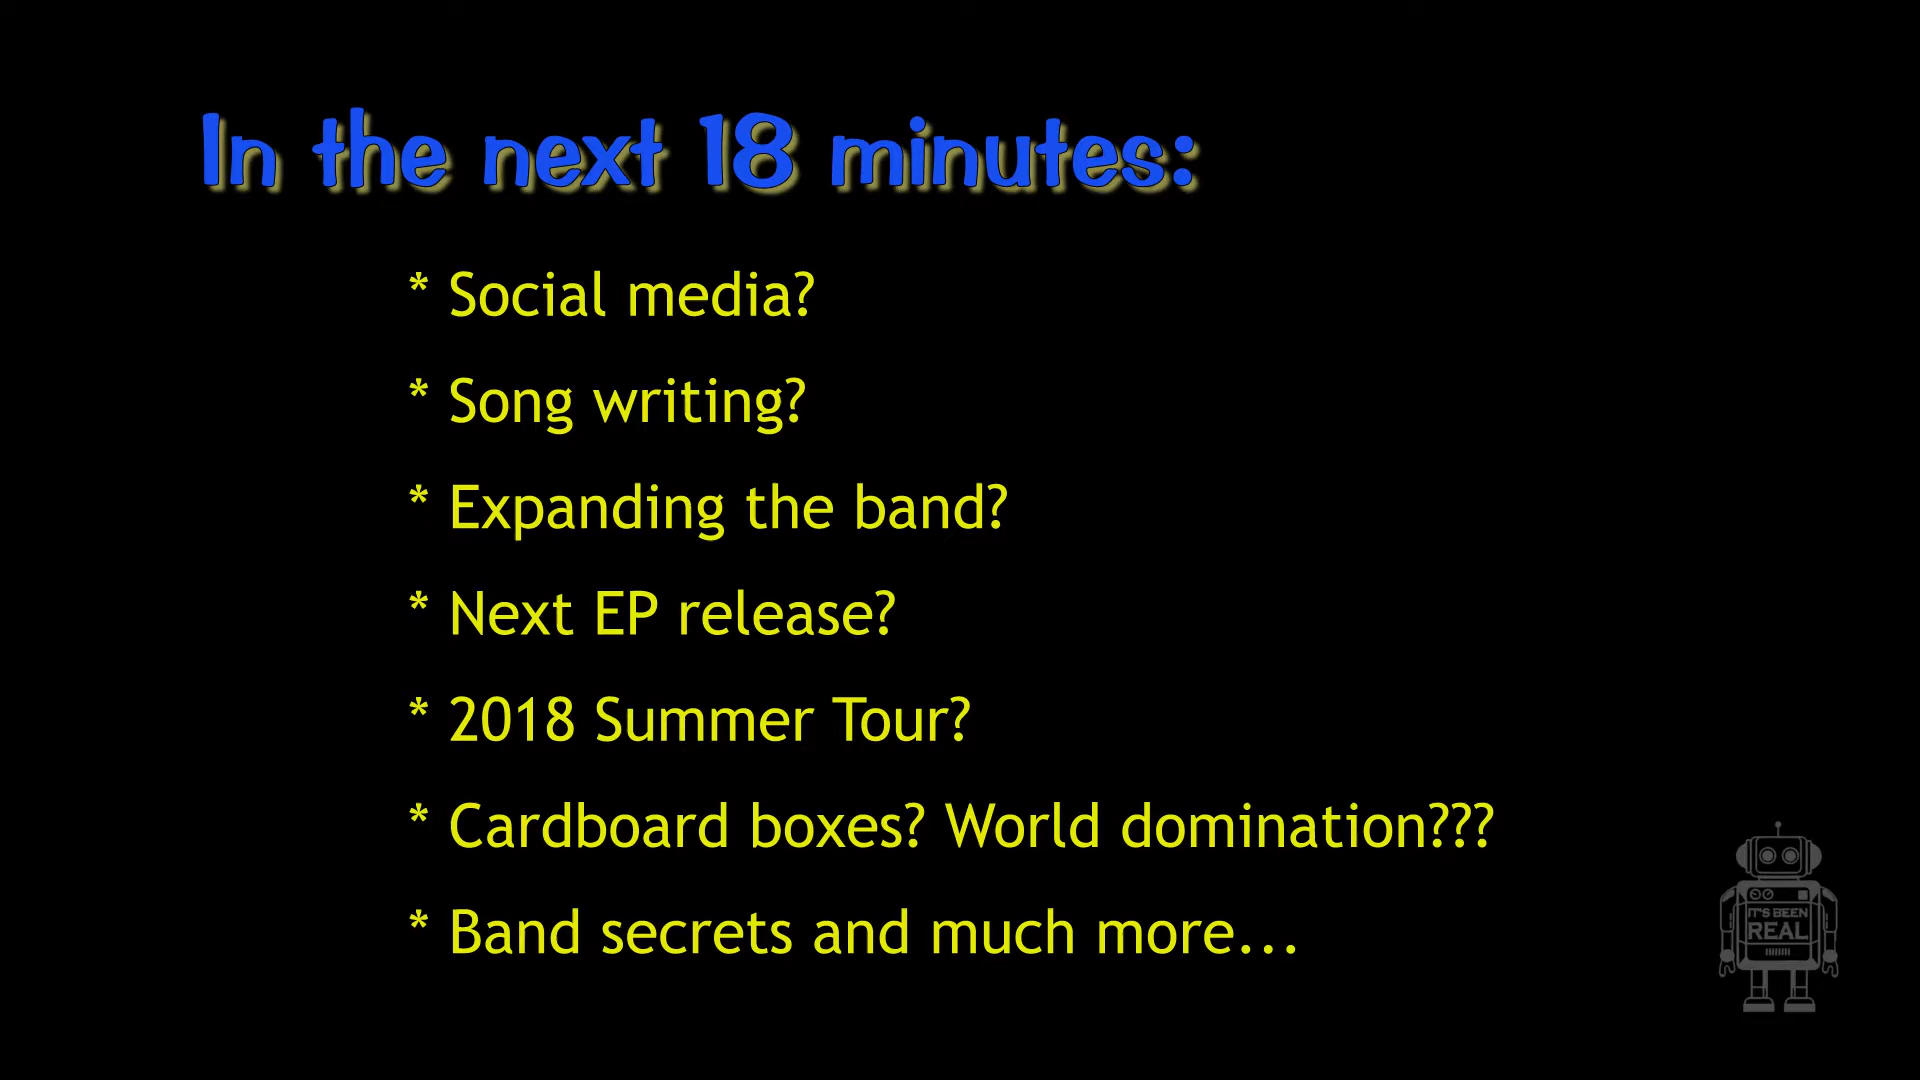 In the next 18 minutes:
* Social media?
* Song writing?
* Expanding the band?
* Next EP release?
* 2018 Summer Tour?
* Cardboard boxes? World domination???
* Band secrets and much more...
IT'S BEEN
REAL